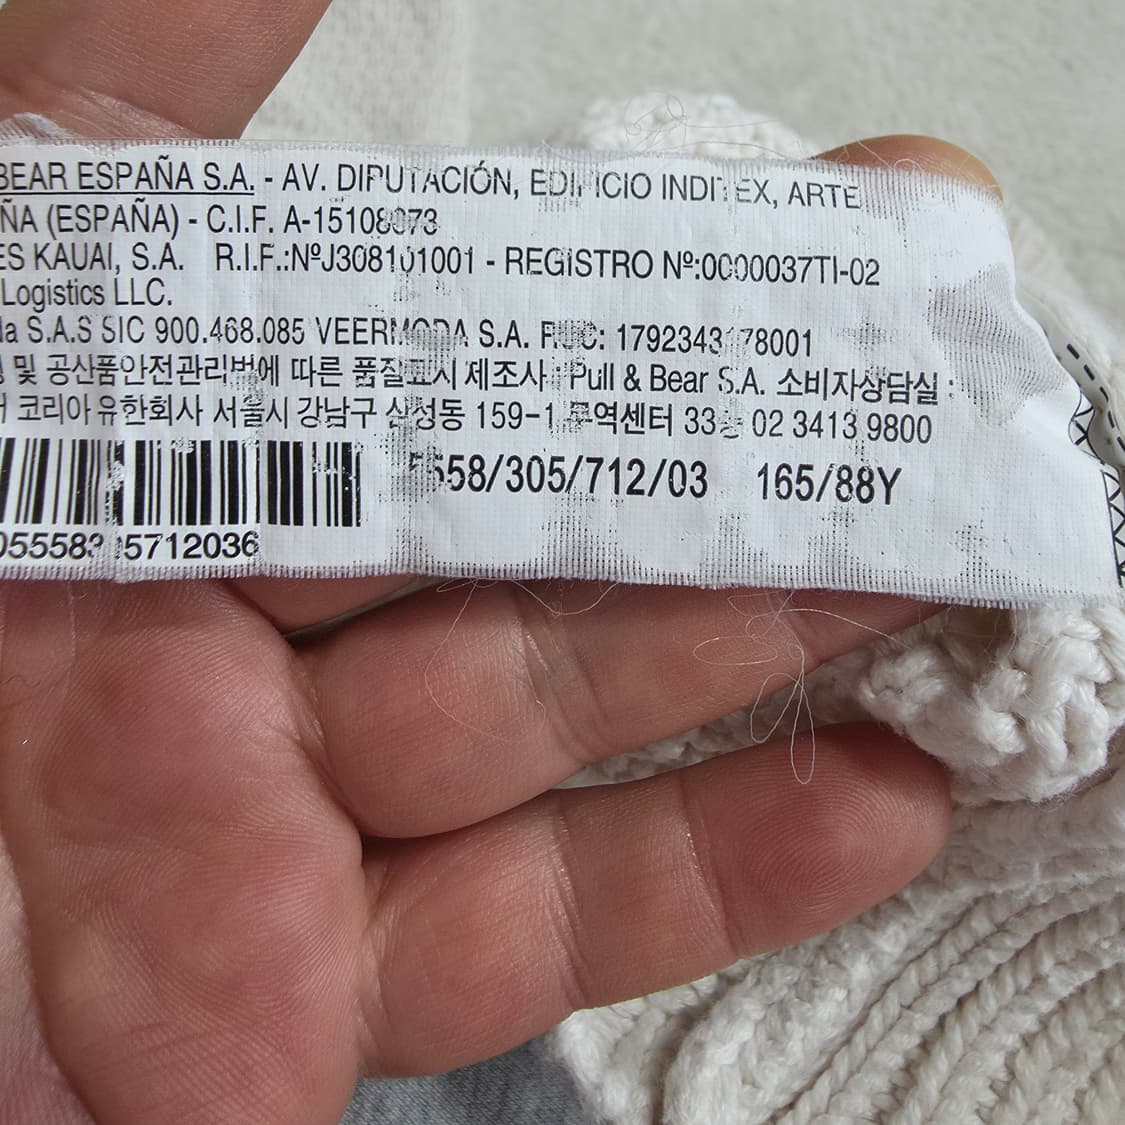 BEAR ESPAÑA S.A. - AV. DIPUTACIÓN, EDIFICIO INDITEX, ARTE
ÑA (ESPAÑA) - C.I.F. A-15108973
ES KAUAI, S.A. R.I.F.:NºJ308101001 - REGISTRO Nº:0000037TI-02
Logistics LLC.
da S.A.S SIC 900.468.085 VEERMODA S.A. RUC:
및 공산품안전관리법에 따른 품질표시 제조사 : Pull & Bear S.A. 소비자상담실 :
코리아 유한회사 서울시 강남구 삼성동 159-1 무역센터 02 3413 9800
5558/305/712/03 165/88Y
5712036